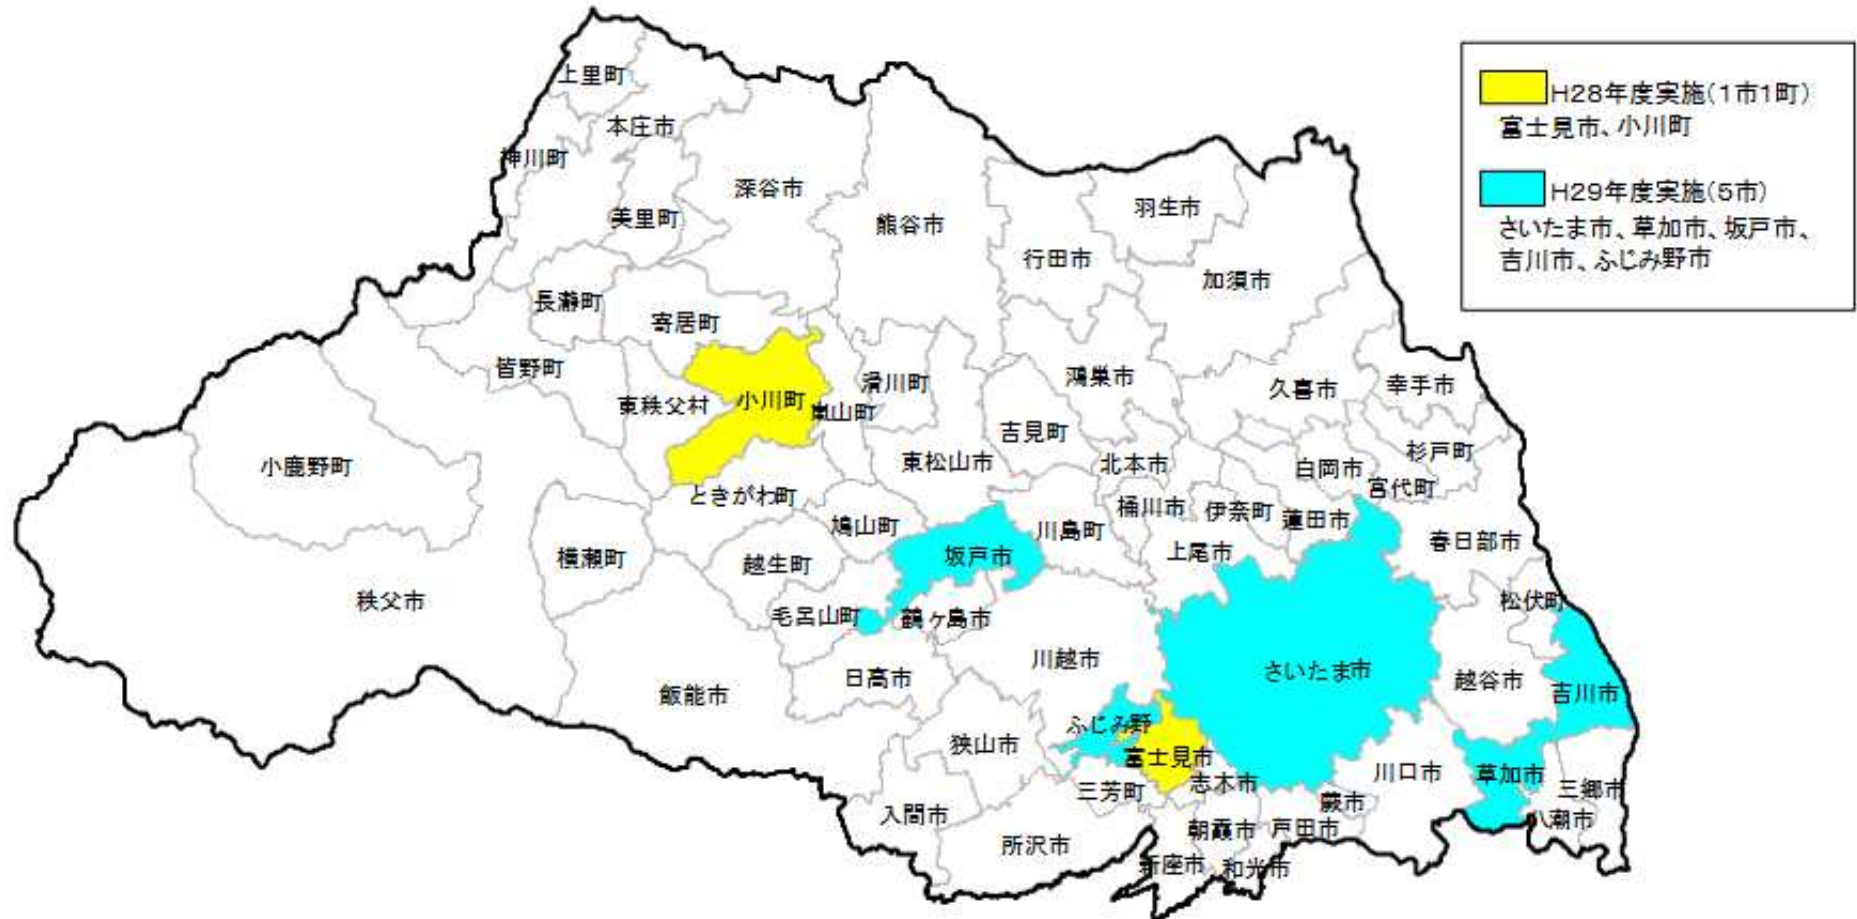 H28年度実施(1市1町)
富士見市、小川町
H29年度実施(5市)
さいたま市、草加市、坂戸市、
吉川市、ふじみ野市
上里町
本庄市
神川町
深谷市
美里町
熊谷市
羽生市
行田市
加須市
長瀞町
寄居町
皆野町
滑川町
鴻巣市
久喜市
幸手市
東秩父村
小川町
嵐山町
吉見町
小鹿野町
東松山市
北本市
白岡市
杉戸町
宮代町
ときがわ町
鳩山町
川島町
桶川市
伊奈町
蓮田市
春日部市
横瀬町
越生町
坂戸市
上尾市
秩父市
毛呂山町
鶴ヶ島市
松伏町
川越市
さいたま市
日高市
越谷市
吉川市
飯能市
ふじみ野
狭山市
富士見市
志木市
川口市
草加市
三芳町
三郷市
入間市
蕨市
八潮市
朝霞市
戸田市
所沢市
新座市
和光市